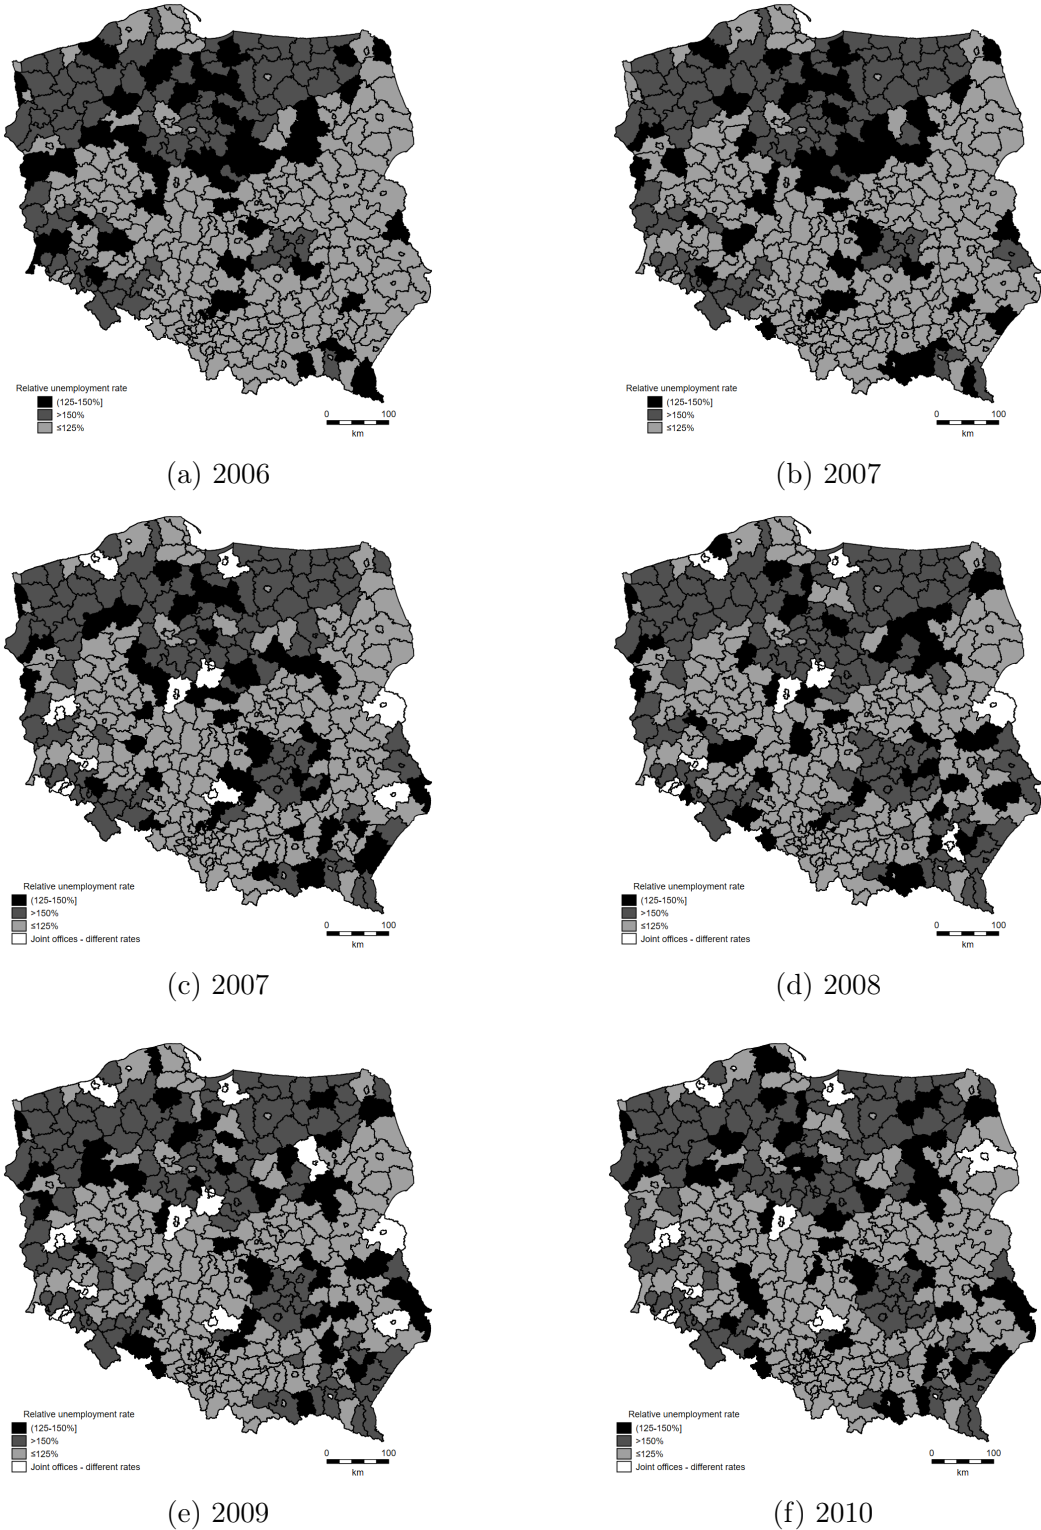 Relative unemployment rate
(125-150%]
>150%
≤125%
0 100
km
(a) 2006
Relative unemployment rate
(125-150%]
>150%
≤125%
0 100
km
(b) 2007
Relative unemployment rate
(125-150%]
>150%
≤125%
Joint offices - different rates
0 100
km
(c) 2007
Relative unemployment rate
(125-150%]
>150%
≤125%
Joint offices - different rates
0 100
km
(d) 2008
Relative unemployment rate
(125-150%]
>150%
≤125%
Joint offices - different rates
0 100
km
(e) 2009
Relative unemployment rate
(125-150%]
>150%
≤125%
Joint offices - different rates
0 100
km
(f) 2010